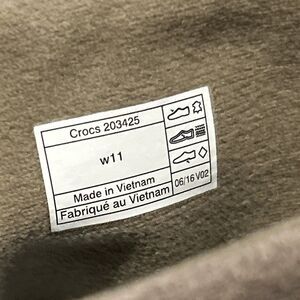 Crocs 203425
w11
Made in Vietnam
Fabriqué au Vietnam
06/16 V02